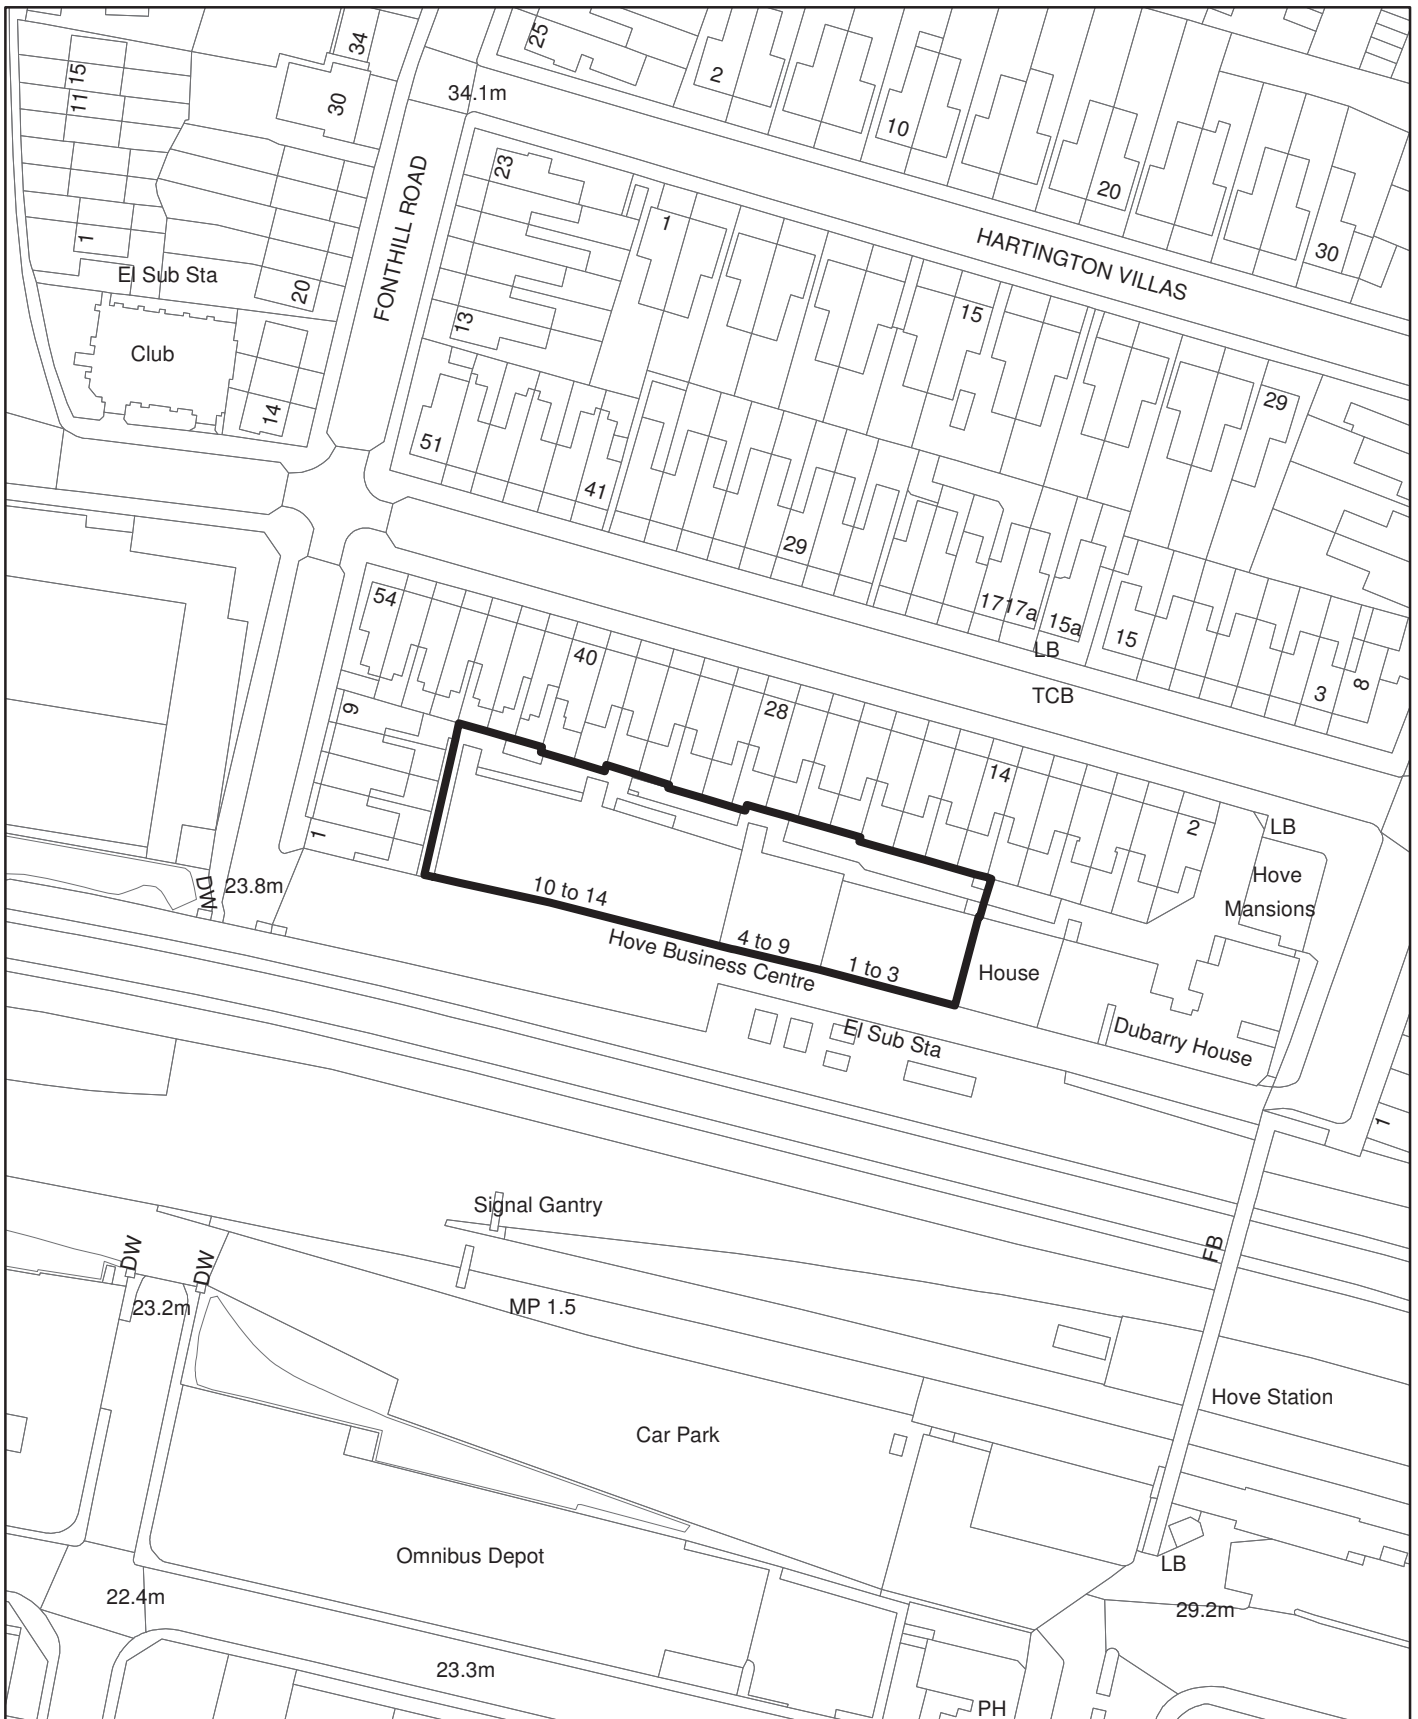 34
25
15
2
11
30
34.1m
10
23
20
FONTHILL ROAD
1
1
HARTINGTON VILLAS
30
El Sub Sta
20
13
15
Club
14
29
51
41
29
54
17 17a
15a
15
LB
40
TCB
3
8
9
28
14
2
1
LB
Hove
Mansions
DW
23.8m
10 to 14
4 to 9
1 to 3
Hove Business Centre
House
El Sub Sta
Dubarry House
1
Signal Gantry
FB
DW
DW
23.2m
MP 1.5
Hove Station
Car Park
Omnibus Depot
LB
22.4m
29.2m
23.3m
PH